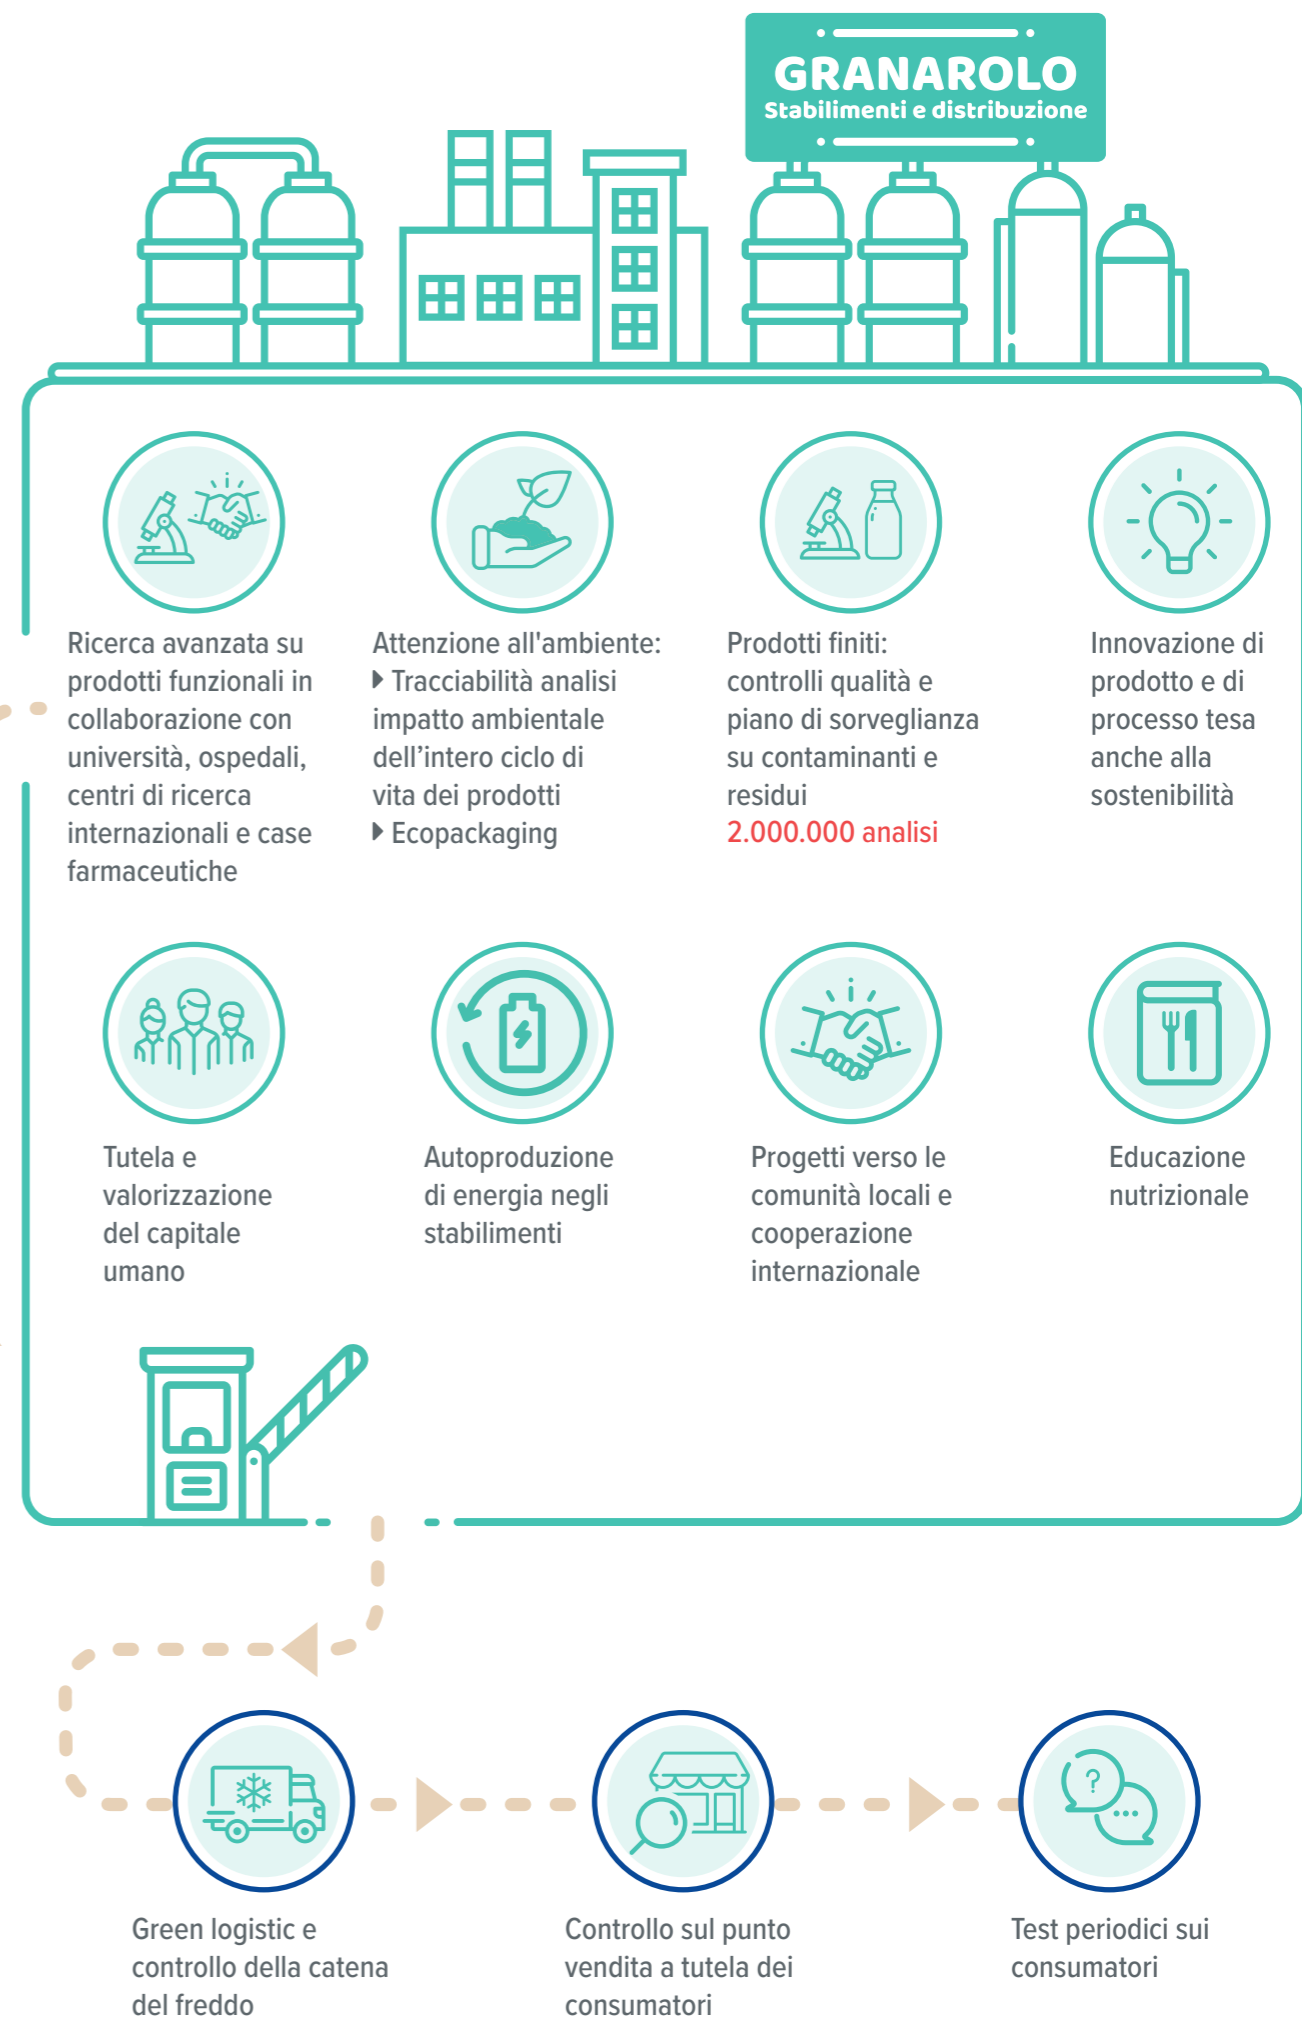 GRANAROLO
Stabilimenti e distribuzione
Ricerca avanzata su
prodotti funzionali in
collaborazione con
università, ospedali,
centri di ricerca
internazionali e case
farmaceutiche
Attenzione all'ambiente:
Tracciabilità analisi
impatto ambientale
dell’intero ciclo di
vita dei prodotti
Ecopackaging
Prodotti finiti:
controlli qualità e
piano di sorveglianza
su contaminanti e
residui
2.000.000 analisi
Innovazione di
prodotto e di
processo tesa
anche alla
sostenibilità
Tutela e
valorizzazione
del capitale
umano
Autoproduzione
di energia negli
stabilimenti
Progetti verso le
comunità locali e
cooperazione
internazionale
Educazione
nutrizionale
?
Green logistic e
controllo della catena
del freddo
Controllo sul punto
vendita a tutela dei
consumatori
Test periodici sui
consumatori